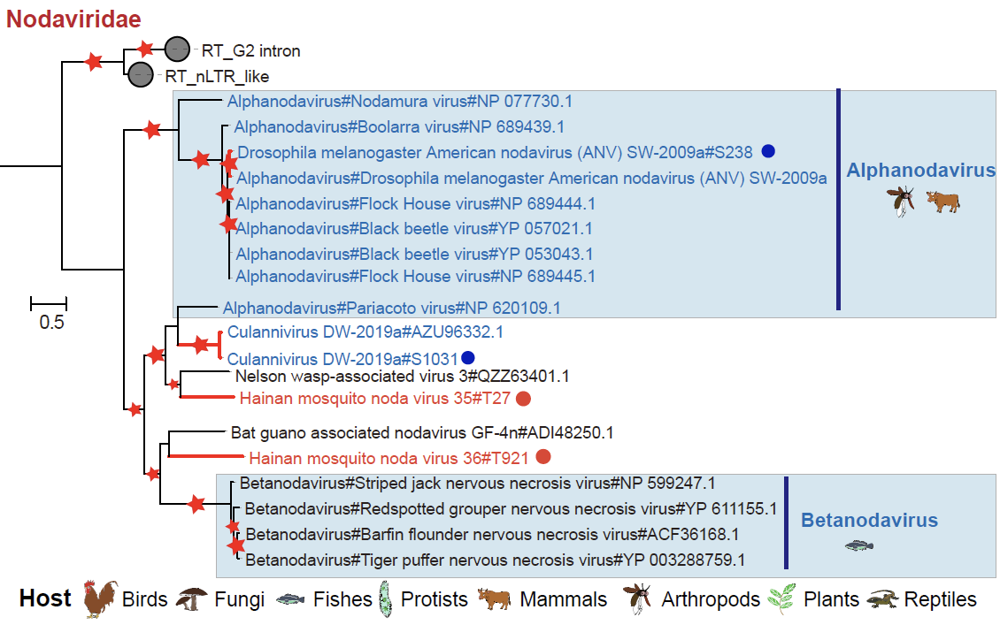 Nodaviridae
RT_G2 intron
RT_nLTR_like
Alphanodavirus#Nodamura virus#NP 077730.1
Alphanodavirus#Boolarra virus#NP 689439.1
Drosophila melanogaster American nodavirus (ANV) SW-2009a#S238
Alphanodavirus#Drosophila melanogaster American nodavirus (ANV) SW-2009a
Alphanodavirus#Flock House virus#NP 689444.1
Alphanodavirus#Black beetle virus#YP 057021.1
Alphanodavirus#Black beetle virus#YP 053043.1
Alphanodavirus#Flock House virus#NP 689445.1
Alphanodavirus#Pariacoto virus#NP 620109.1
Alphanodavirus
0.5
Culannivirus DW-2019a#AZU96332.1
Culannivirus DW-2019a#S1031
Nelson wasp-associated virus 3#QZZ63401.1
Hainan mosquito noda virus 35#T27
Bat guano associated nodavirus GF-4n#ADI48250.1
Hainan mosquito noda virus 36#T921
Betanodavirus#Striped jack nervous necrosis virus#NP 599247.1
Betanodavirus#Redspotted grouper nervous necrosis virus#YP 611155.1
Betanodavirus#Barfin flounder nervous necrosis virus#ACF36168.1
Betanodavirus#Tiger puffer nervous necrosis virus#YP 003288759.1
Betanodavirus
Host Birds Fungi Fishes Protists Mammals Arthropods Plants Reptiles